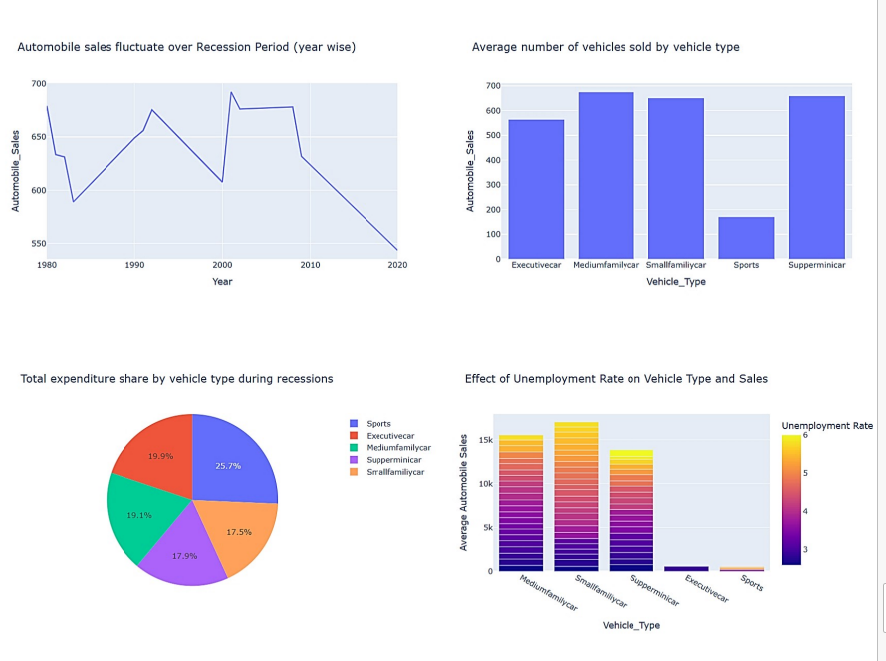 Automobile sales fluctuate over Recession Period (year wise)
700
650
600
550
Automobile_Sales
1980
1990
2000
2010
2020
Year
Average number of vehicles sold by vehicle type
700
600
500
400
300
200
100
0
Automobile_Sales
Executivecar
Mediumfamilycar
Smallfamiliycar
Sports
Supperminicar
Vehicle_Type
Total expenditure share by vehicle type during recessions
19.9%
25.7%
19.1%
17.5%
17.9%
Sports
Executivecar
Mediumfamilycar
Supperminicar
Smallfamiliycar
Effect of Unemployment Rate on Vehicle Type and Sales
15k
10k
5k
0
Average Automobile Sales
Mediumfamilycar
Smallfamiliycar
Supperminicar
Executivecar
Sports
Vehicle_Type
Unemployment Rate
6
5
4
3